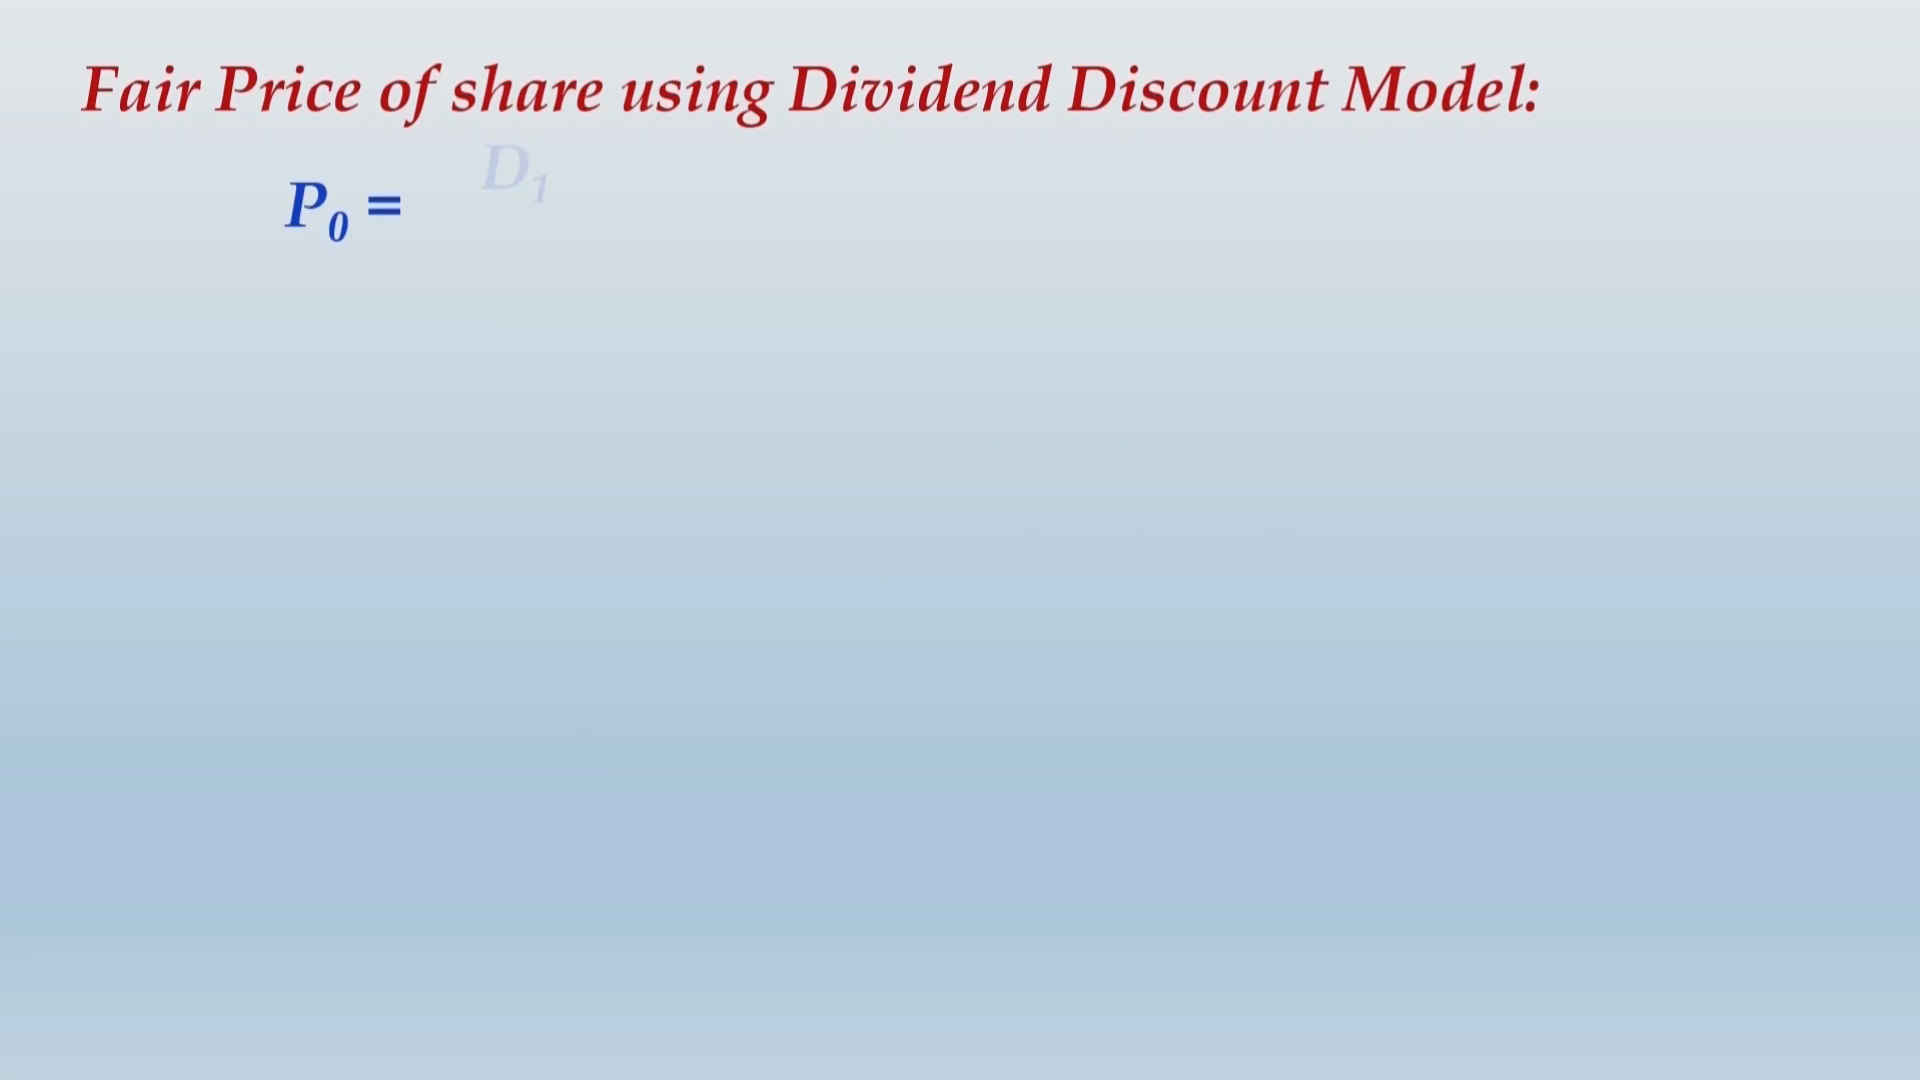 Fair Price of share using Dividend Discount Model:
P₀ = D₁